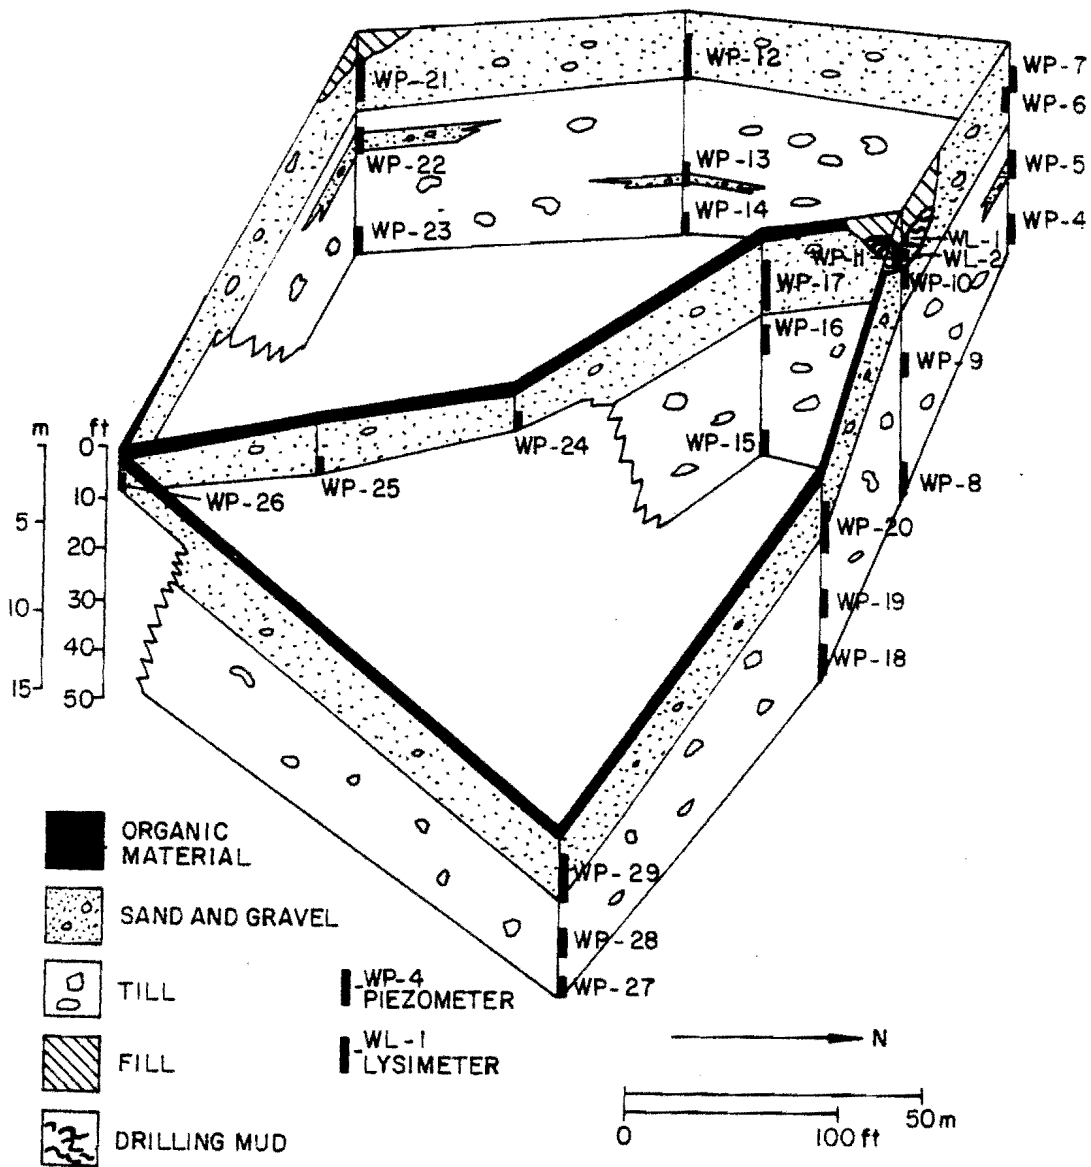 WP-7
WP-12
WP-21
WP-6
WP-13
WP-5
WP-22
WP-14
WP-4
WP-23
WL-1
WP-11
WL-2
WP-17
WP-10
WP-16
WP-9
m ft
0
WP-24
WP-15
WP-25
WP-8
WP-26
10
5
WP-20
20
10
30
WP-19
40
WP-18
15
50
ORGANIC
MATERIAL
WP-29
SAND AND GRAVEL
WP-28
WP-4
PIEZOMETER
WP-27
TILL
WL-1
LYSIMETER
N
FILL
50 m
0
100 ft
DRILLING MUD